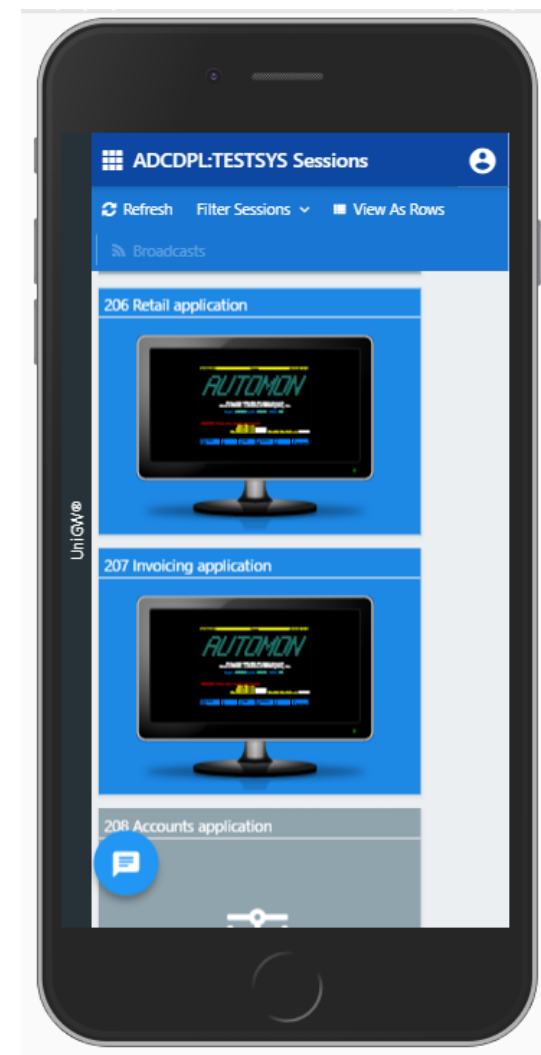 ADCDPL:TESTSYS Sessions
Refresh Filter Sessions View As Rows
Broadcasts
206 Retail application
AUTOMON
207 Invoicing application
AUTOMON
208 Accounts application
UniGW®